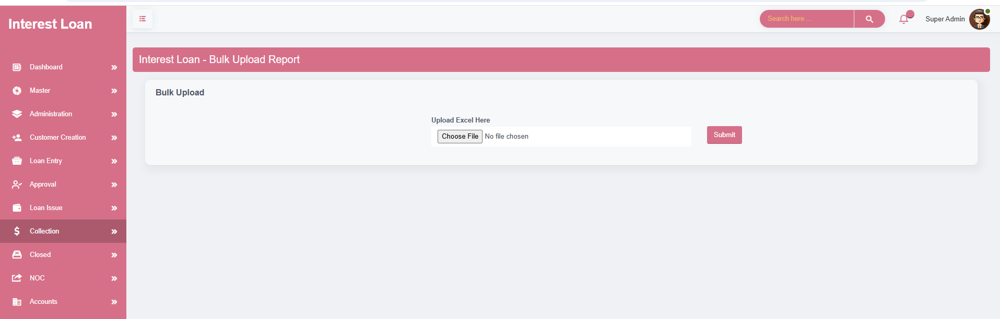 Interest Loan
Search here ...
Super Admin
Dashboard
Master
Administration
Customer Creation
Loan Entry
Approval
Loan Issue
Collection
Closed
NOC
Accounts
Interest Loan - Bulk Upload Report
Bulk Upload
Upload Excel Here
Choose File No file chosen
Submit